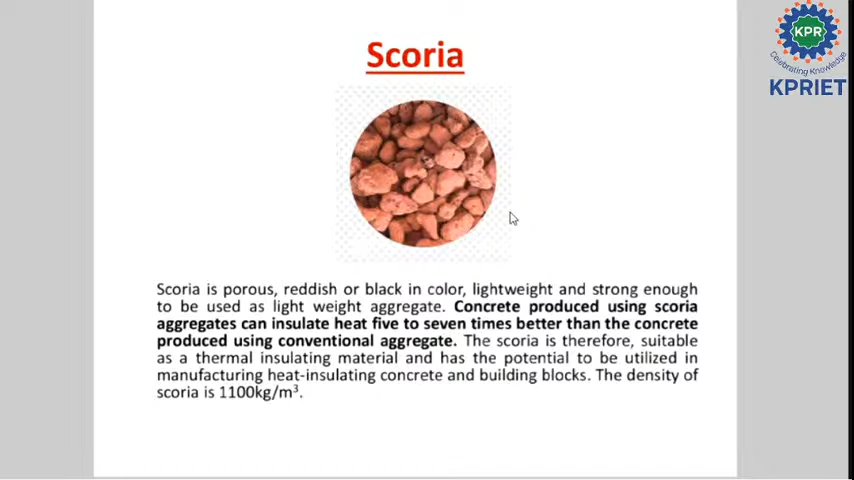 KPR
Celebrating Knowledge
KPRIET
Scoria
Scoria is porous, reddish or black in color, lightweight and strong enough
to be used as light weight aggregate. Concrete produced using scoria
aggregates can insulate heat five to seven times better than the concrete
produced using conventional aggregate. The scoria is therefore, suitable
as a thermal insulating material and has the potential to be utilized in
manufacturing heat-insulating concrete and building blocks. The density of
scoria is 1100kg/m³.